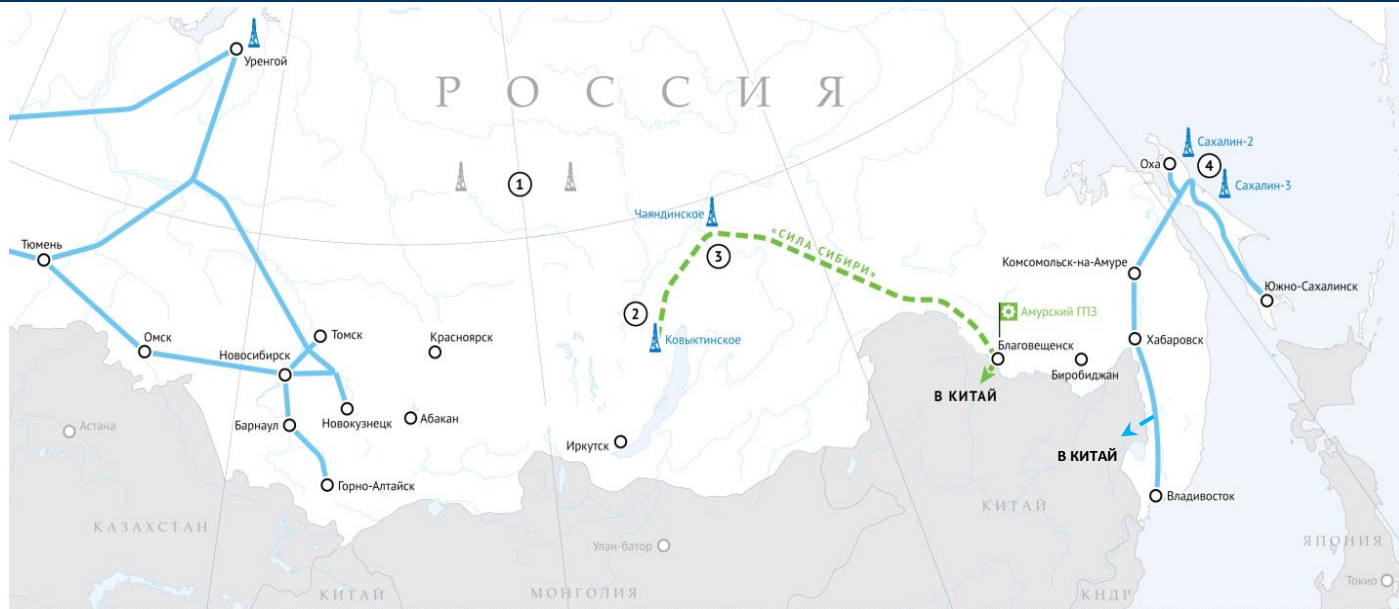 Уренгой
РОССИЯ
Сахалин-2
Оха
4
Сахалин-3
1
Чаяндинское
Тюмень
3
«СИЛА СИБИРИ»
Комсомольск-на-Амуре
Южно-Сахалинск
2
Амурский ГПЗ
Омск
Томск
Красноярск
Ковыктинское
Хабаровск
Новосибирск
Благовещенск
Биробиджан
В КИТАЙ
Астана
Барнаул
Новокузнецк
Абакан
Иркутск
В КИТАЙ
Горно-Алтайск
Владивосток
КАЗАХСТАН
КИТАЙ
Улан-батор
ЯПОНИЯ
Токио
КИТАЙ
МОНГОЛИЯ
КНДР